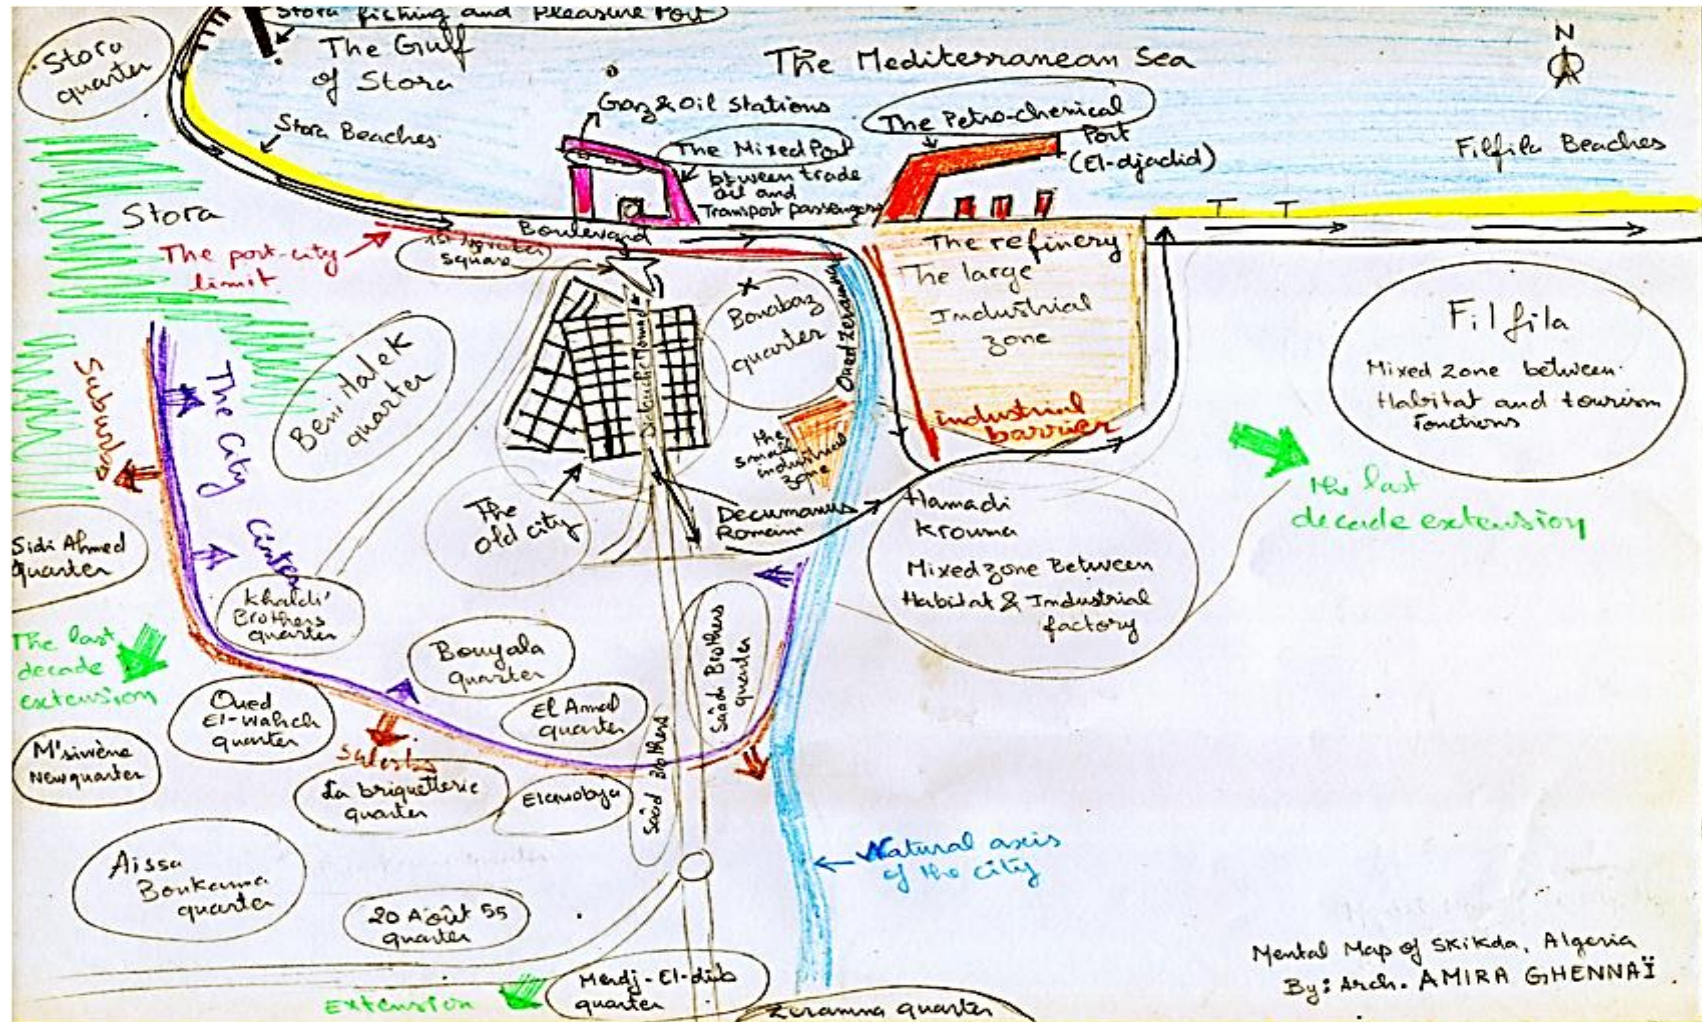 Stora fishing and Pleasure Port
Stora
quarter
The Gulf
of Stora
The Mediterranean Sea
N
Gaz & Oil Stations
Stora Beaches
The Mixed Port
between trade
oil and
Transport passengers
The Petro-chemical
Port
(El-djadid)
Filfila Beaches
Stora
The port-city
limit
Boulevard
Square
The refinery
The large
Industrial
zone
Oued Zeramna
Bouabaz
quarter
Beni Malek
quarter
Filfila
Mixed zone between
Habitat and tourism
Fonctions
Suburbs
The City
Center
the
small
industrial
industrial
barrier
The last
decade extension
The
old city
Decumanus
Romain
Hamadi
Krouma
Mixed zone Between
Habitat & Industrial
factory
Sidi Ahmed
Quarter
Khaldi
Brothers
quarter
The last
decade
extension
Bouyala
quarter
Saâdi Brothers
quarter
Oued
El-wahch
quarter
El Amel
quarter
M'siwène
New quarter
La briquetterie
quarter
Saâd Brothers
Aissa
Boukarma
quarter
Natural axis
of the city
20 Août 55
quarter
Mental Map of Skikda, Algeria
By: Arch. AMIRA GHENNAÏ
Extension
Merdj-El-dib
quarter
Zeramna quarter